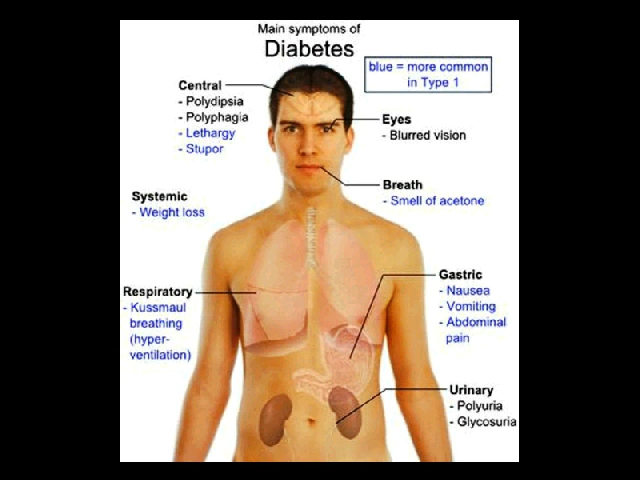 Main symptoms of
Diabetes
blue = more common
in Type 1
Central
- Polydipsia
- Polyphagia
- Lethargy
- Stupor
Eyes
- Blurred vision
Breath
- Smell of acetone
Systemic
- Weight loss
Respiratory
- Kussmaul
breathing
(hyper-
ventilation)
Gastric
- Nausea
- Vomiting
- Abdominal
pain
Urinary
- Polyuria
- Glycosuria